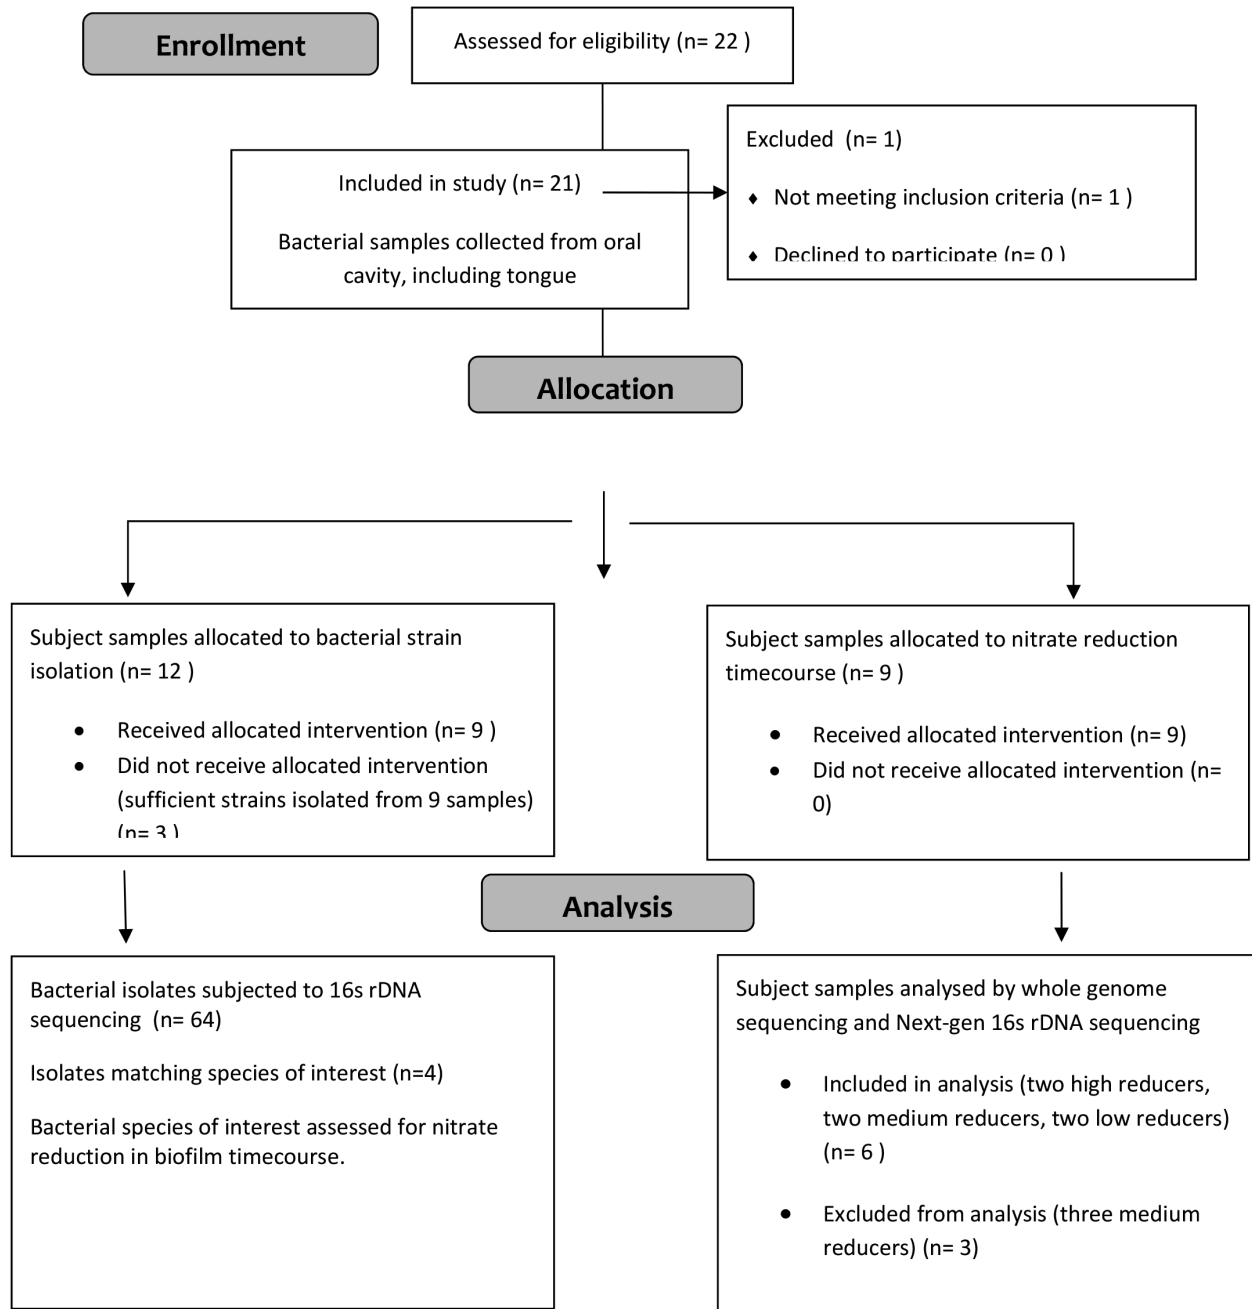 Enrollment
Assessed for eligibility (n= 22 )
Excluded  (n= 1)
♦ Not meeting inclusion criteria (n= 1 )
♦ Declined to participate (n= 0 )
Included in study (n= 21)
Bacterial samples collected from oral
cavity, including tongue
Allocation
Subject samples allocated to bacterial strain
isolation (n= 12 )
• Received allocated intervention (n= 9 )
• Did not receive allocated intervention
(sufficient strains isolated from 9 samples)
(n= 3 )
Subject samples allocated to nitrate reduction
timecourse (n= 9 )
• Received allocated intervention (n= 9)
• Did not receive allocated intervention (n=
0)
Analysis
Bacterial isolates subjected to 16s rDNA
sequencing  (n= 64)
Isolates matching species of interest (n=4)
Bacterial species of interest assessed for nitrate
reduction in biofilm timecourse.
Subject samples analysed by whole genome
sequencing and Next-gen 16s rDNA sequencing
• Included in analysis (two high reducers,
two medium reducers, two low reducers)
(n= 6 )
• Excluded from analysis (three medium
reducers) (n= 3)